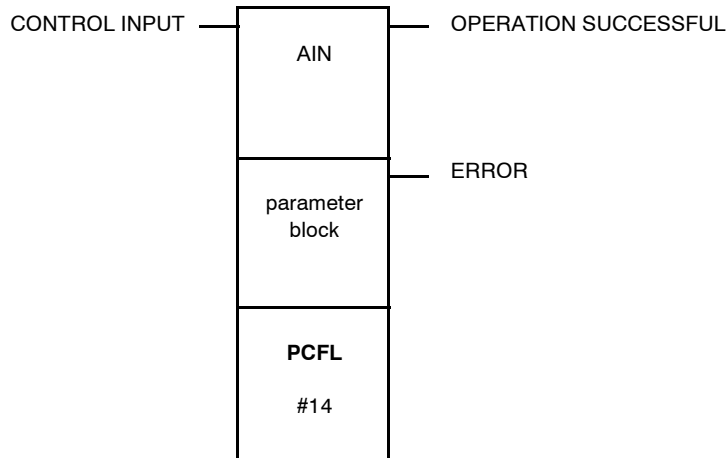 CONTROL INPUT
OPERATION SUCCESSFUL
AIN
ERROR
parameter
block
PCFL
#14